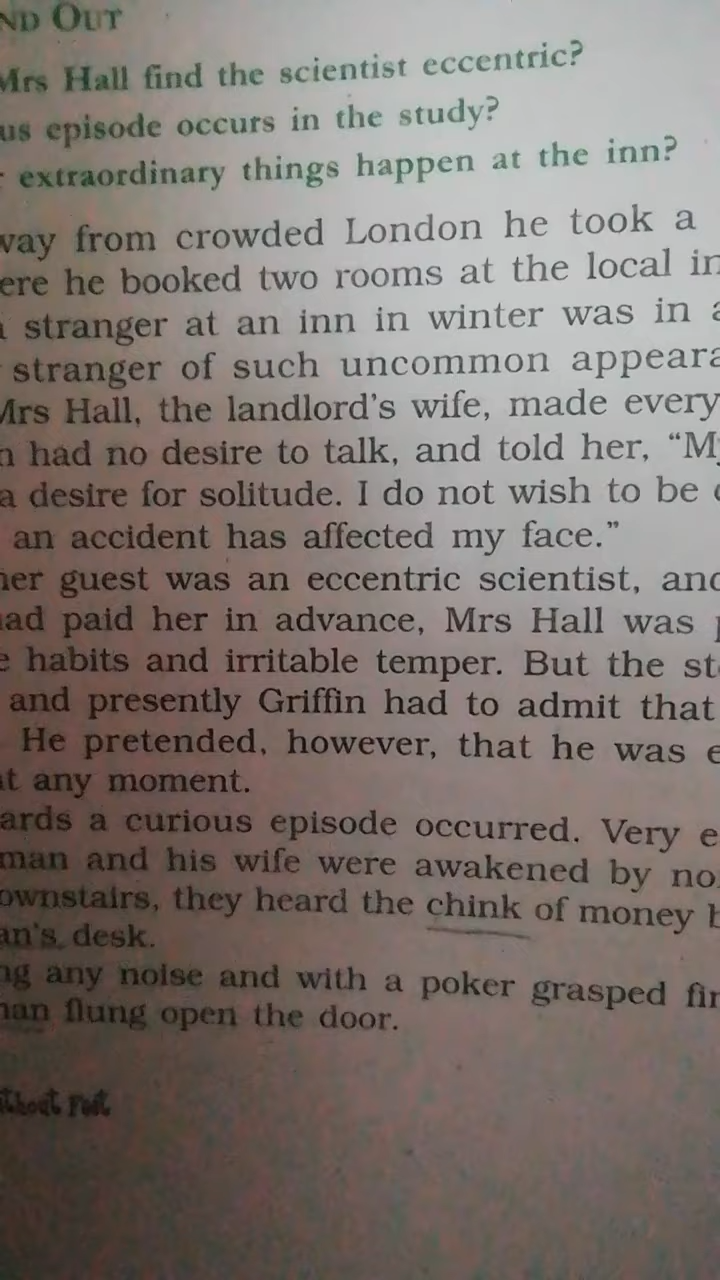 ND OUT
Mrs Hall find the scientist eccentric?
us episode occurs in the study?
extraordinary things happen at the inn?
way from crowded London he took a
ere he booked two rooms at the local in
stranger at an inn in winter was in a
stranger of such uncommon appeara
Mrs Hall, the landlord's wife, made every
n had no desire to talk, and told her, “My
a desire for solitude. I do not wish to be
an accident has affected my face.”
her guest was an eccentric scientist, and
had paid her in advance, Mrs Hall was
e habits and irritable temper. But the sto
and presently Griffin had to admit that
He pretended, however, that he was e
at any moment.
ards a curious episode occurred. Very e
man and his wife were awakened by no
ownstairs, they heard the chink of money
an's desk.
ng any noise and with a poker grasped fir
man flung open the door.